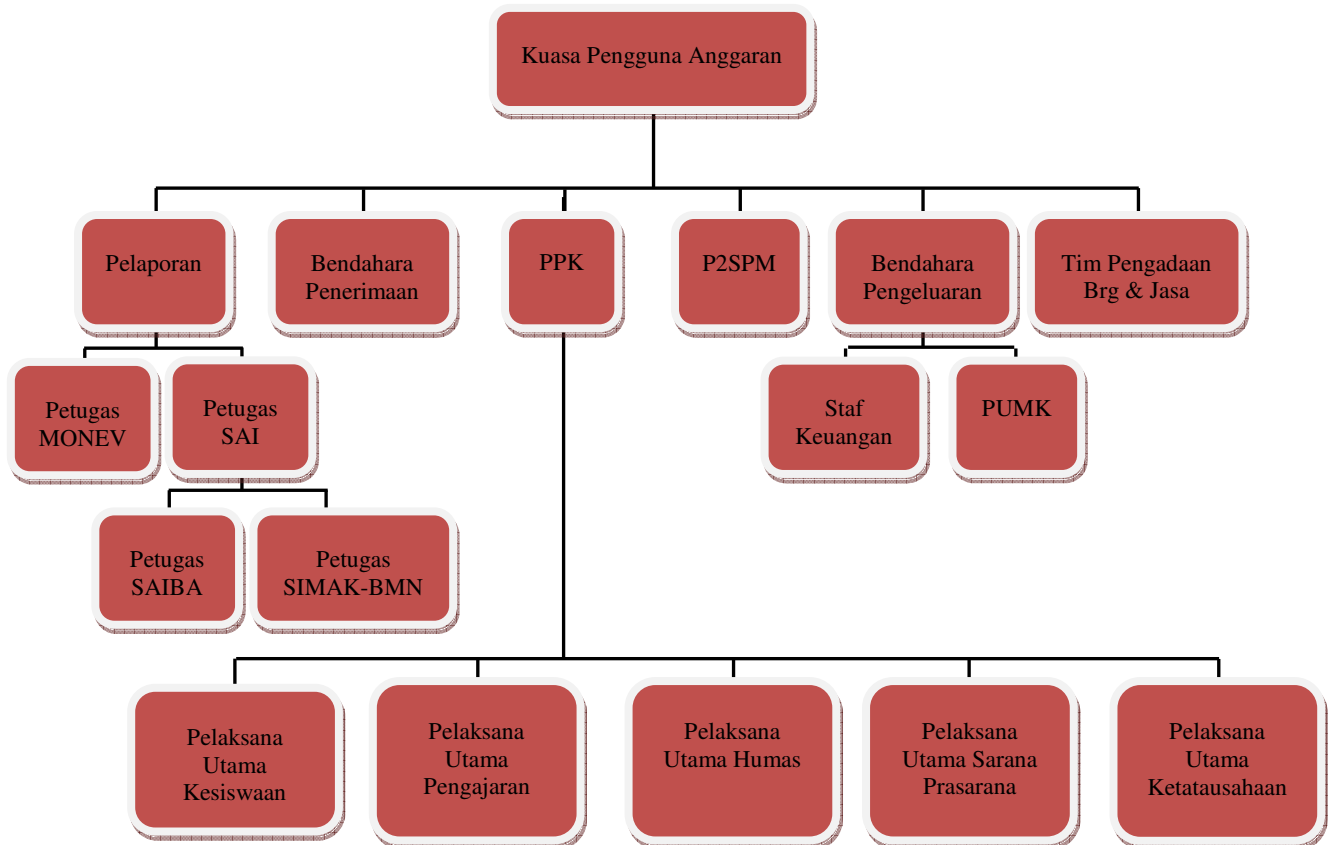 Kuasa Pengguna Anggaran
Pelaporan
Bendahara
Penerimaan
PPK
P2SPM
Bendahara
Pengeluaran
Tim Pengadaan
Brg & Jasa
Petugas
MONEV
Petugas
SAI
Staf
Keuangan
PUMK
Petugas
SAIBA
Petugas
SIMAK-BMN
Pelaksana
Utama
Kesiswaan
Pelaksana
Utama
Pengajaran
Pelaksana
Utama Humas
Pelaksana
Utama Sarana
Prasarana
Pelaksana
Utama
Ketatausahaan